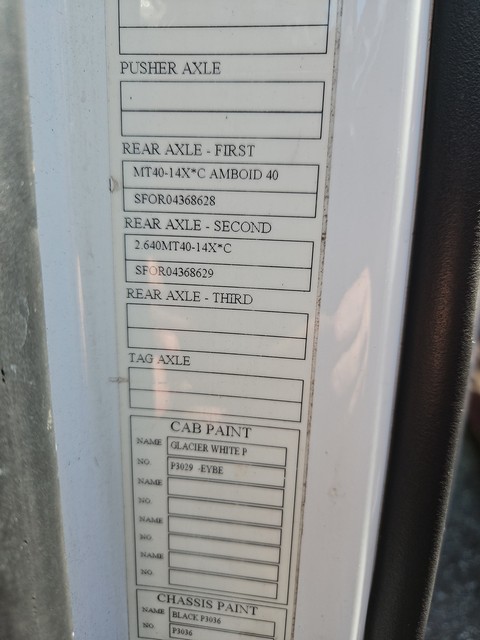 PUSHER AXLE
REAR AXLE - FIRST
MT40-14X*C AMBOID 40
SFOR04368628
REAR AXLE - SECOND
2.640MT40-14X*C
SFOR04368629
REAR AXLE - THIRD
TAG AXLE
CAB PAINT
NAME GLACIER WHITE P
NO. P3029 -EYBE
NAME
NO.
NAME
NO.
NAME
NO.
CHASSIS PAINT
NAME BLACK P3036
NO. P3036